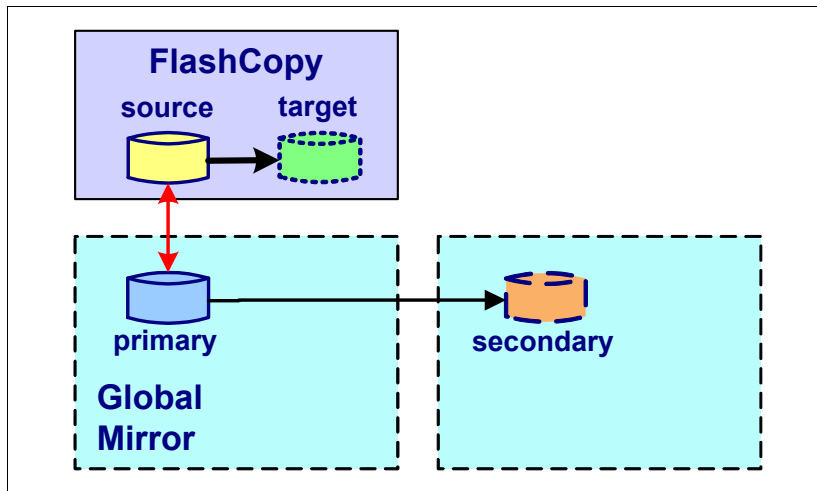 FlashCopy
source target
primary
secondary
Global
Mirror